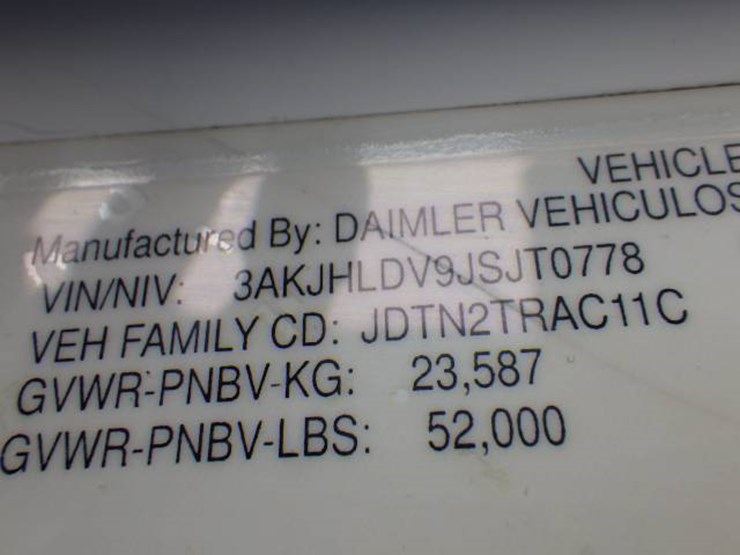 VEHICLE
Manufactured By: DAIMLER VEHICULOS
VIN/NIV: 3AKJHLDV9JSJT0778
VEH FAMILY CD: JDTN2TRAC11C
GVWR-PNBV-KG: 23,587
GVWR-PNBV-LBS: 52,000